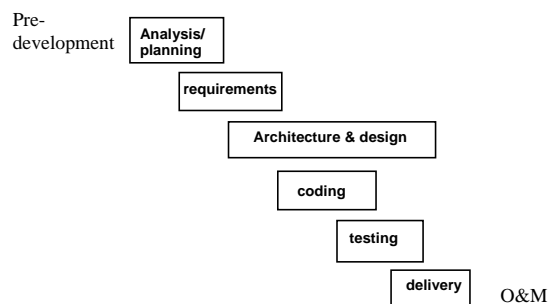 Pre-
development
Analysis/
planning
requirements
Architecture & design
coding
testing
delivery
O&M